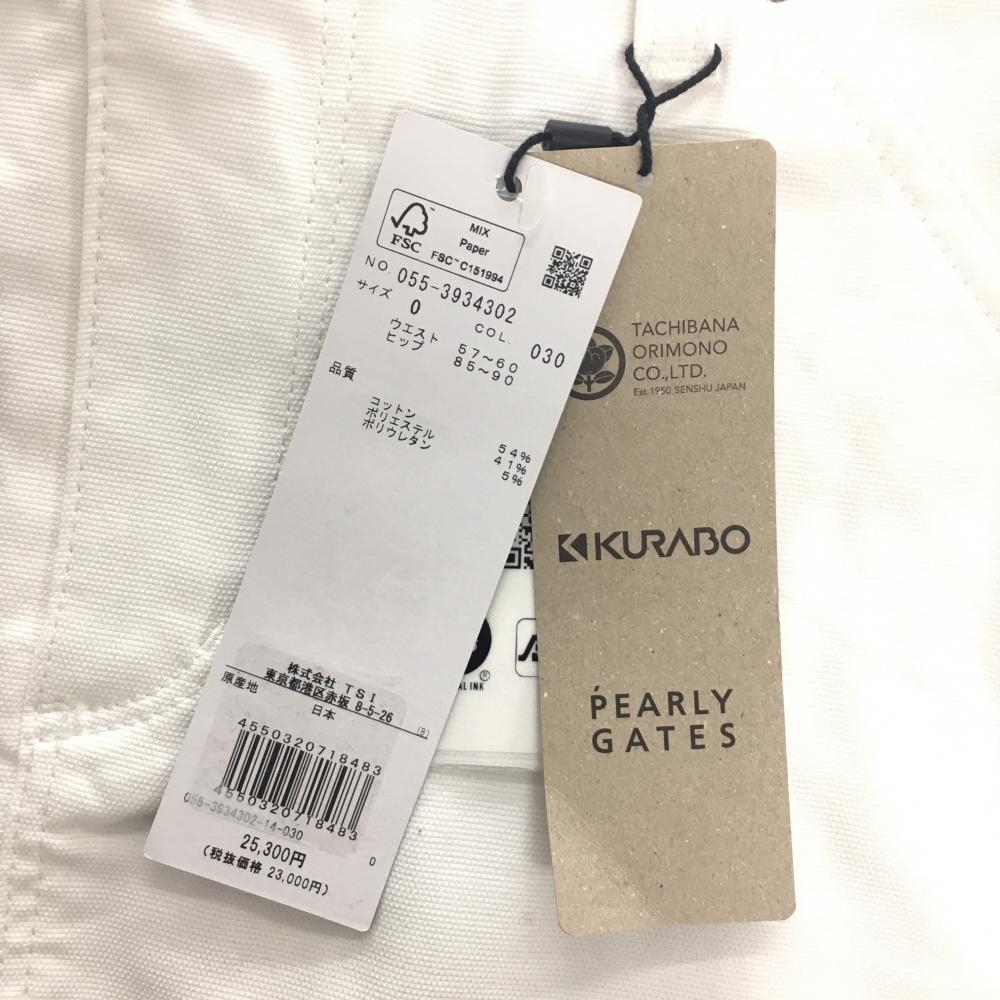 MIX
Paper
FSC™ C151994
FSC
NO. 055-3934302
サイズ 0 COL. 030
ウエスト 57～60
ヒップ 85～90
品質
コットン 54%
ポリエステル 41%
ポリウレタン 5%
株式会社 TSI
東京都港区赤坂 8-5-26
原産地 日本 (B)
4550320718483
4550320718483
055-3934302-14-030
0
25,300円
(税抜価格 23,000円)
TACHIBANA
ORIMONO
CO.,LTD.
Est.1950 SENSHU JAPAN
KURABO
PEARLY
GATES